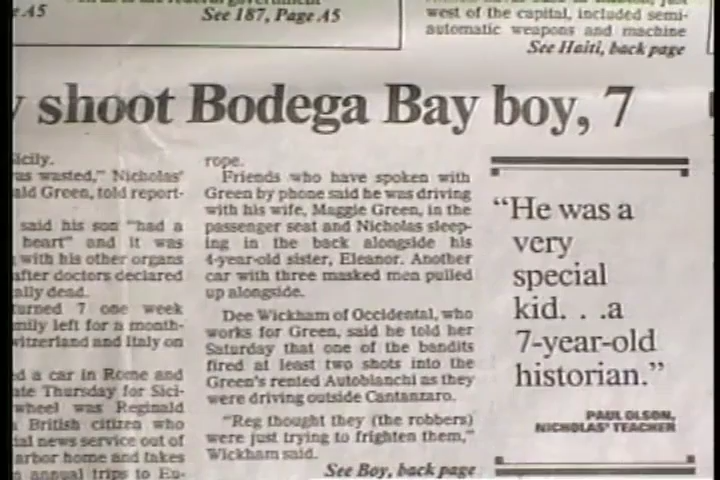 e A5
See 187, Page A5
west of the capital, included semi-
automatic weapons and machine
See Haiti, back page
y shoot Bodega Bay boy, 7
icily.
as wasted,” Nicholas’
ald Green, told report-
said his son “had a
heart” and it was
with his other organs
after doctors declared
ally dead.
turned 7 one week
mily left for a month-
witzerland and Italy on
ed a car in Rome and
ate Thursday for Sici-
wheel was Reginald
British citizen who
ial news service out of
arbor home and takes
annual trips to Eu-
rope.
Friends who have spoken with
Green by phone said he was driving
with his wife, Maggie Green, in the
passenger seat and Nicholas sleep-
ing in the back alongside his
4-year-old sister, Eleanor. Another
car with three masked men pulled
up alongside.
Dee Wickham of Occidental, who
works for Green, said he told her
Saturday that one of the bandits
fired at least two shots into the
Green’s rented Autobianchi as they
were driving outside Cantanzaro.
“Reg thought they (the robbers)
were just trying to frighten them,”
Wickham said.
See Boy, back page
“He was a
very
special
kid. . .a
7-year-old
historian.”
PAUL OLSON,
NICHOLAS’ TEACHER